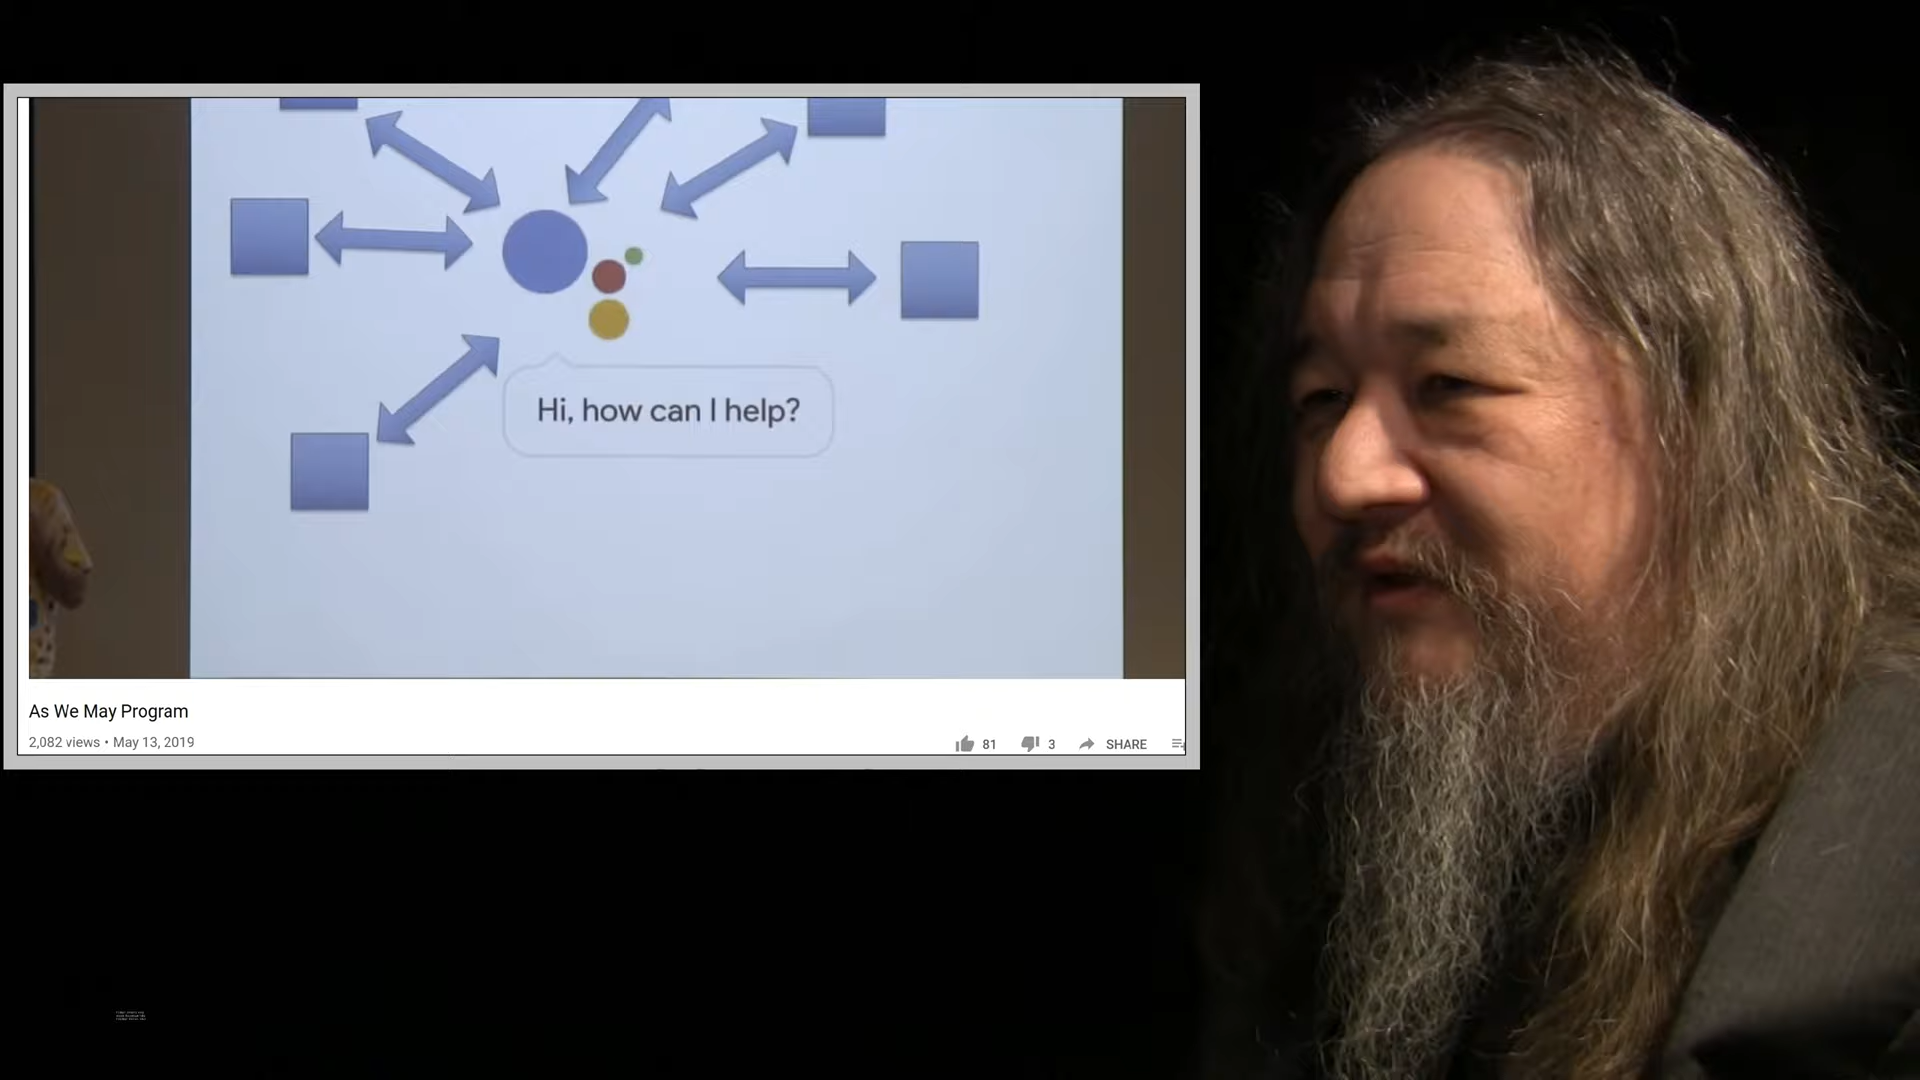 Hi, how can I help?
As We May Program
2,082 views • May 13, 2019
81
3
SHARE